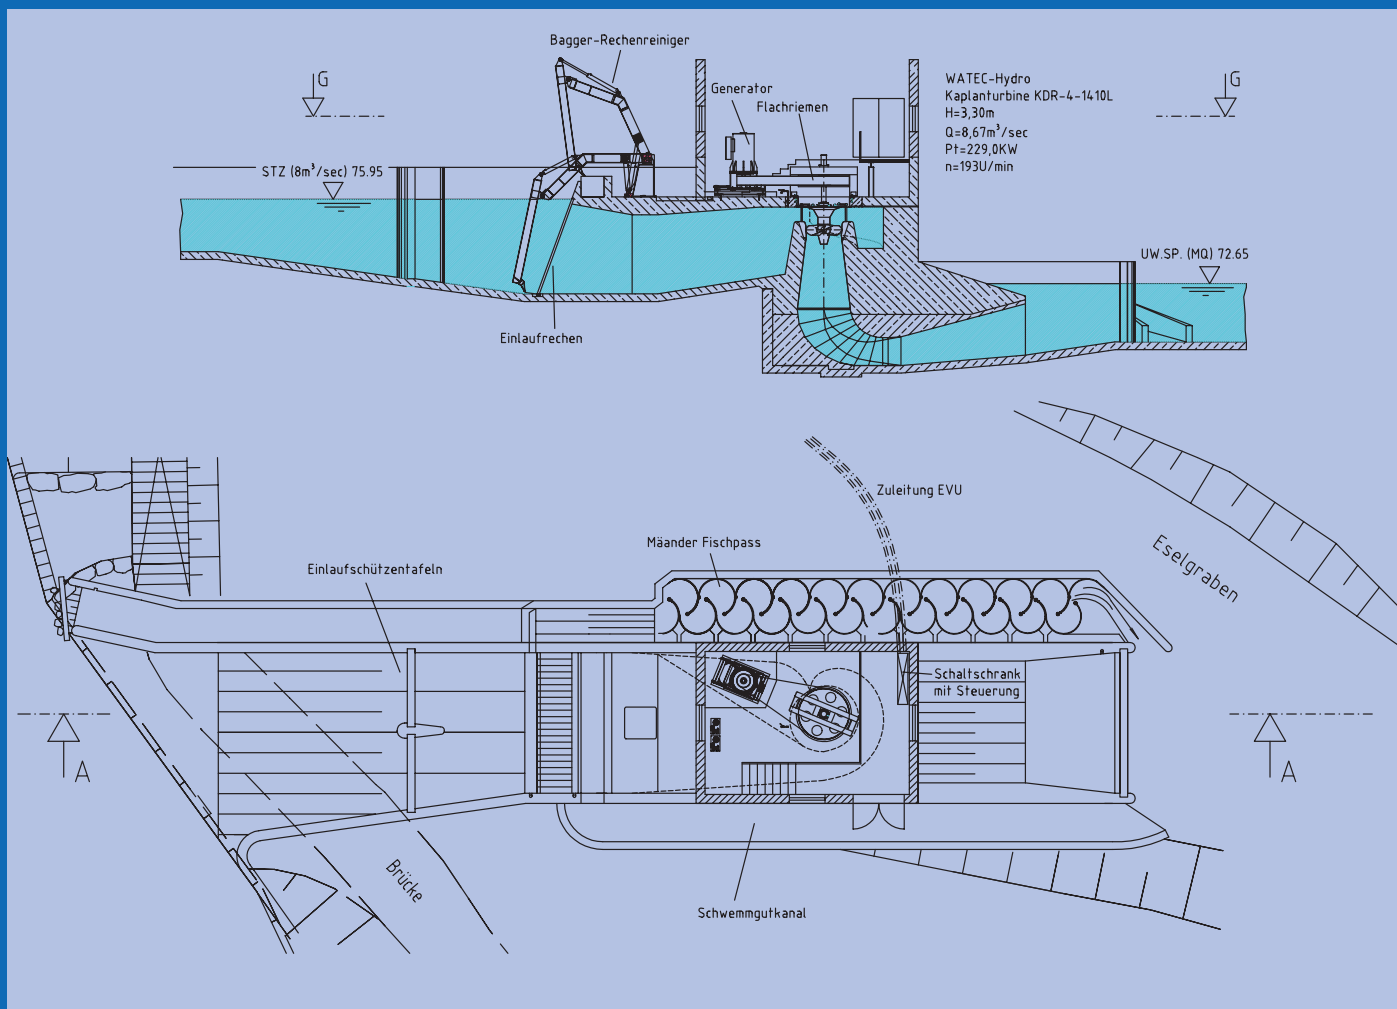 Bagger-Rechenreiniger
G
G
WATEC-Hydro
Kaplanturbine KDR-4-1410L
H=3,30m
Q=8,67m³/sec
Pt=229,0KW
n=193U/min
Generator
Flachriemen
STZ (8m³/sec) 75.95
UW.SP. (MQ) 72.65
Einlaufrechen
Zuleitung EVU
Mäander Fischpass
Eselgraben
Einlaufschützentafeln
Schaltschrank
mit Steuerung
A
A
Brücke
Schwemmgutkanal